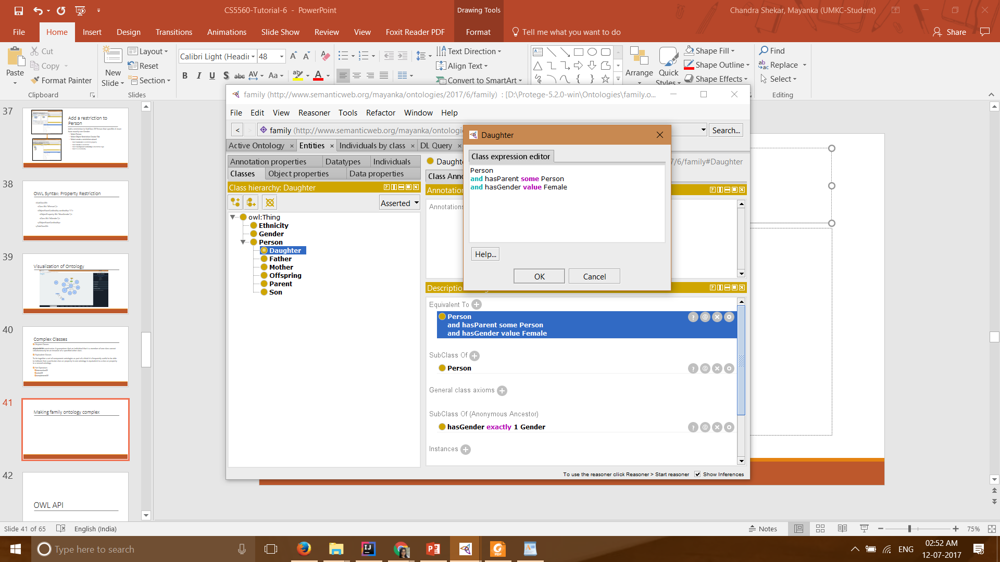 CS5560-Tutorial-6 - PowerPoint
Drawing Tools
Chandra Shekar, Mayanka (UMKC-Student)
File
Home
Insert
Design
Transitions
Animations
Slide Show
Review
View
Foxit Reader PDF
Format
Tell me what you want to do
Share
Paste
Cut
Copy
Format Painter
Clipboard
New Slide
Layout
Reset
Section
Slides
Calibri Light (Headin
48
Text Direction
Align Text
Convert to SmartArt
Arrange
Quick Styles
Shape Fill
Shape Outline
Shape Effects
Find
Replace
Select
Editing
37
Add a restriction to
Person
38
OWL Syntax: Property Restriction
39
Visualization of Ontology
40
Complex Classes
41
Making family ontology complex
42
OWL API
family (http://www.semanticweb.org/mayanka/ontologies/2017/6/family) : [D:\Protege-5.2.0-win\Ontologies\family.o...
File Edit View Reasoner Tools Refactor Window Help
< > family (http://www.semanticweb.org/mayanka/ontologie
Search...
Active Ontology × Entities × Individuals by class × DL Query ×
Annotation properties Datatypes Individuals
Classes Object properties Data properties
Class hierarchy: Daughter
Asserted
owl:Thing
Ethnicity
Gender
Person
Daughter
Father
Mother
Offspring
Parent
Son
Daughte
7/6/family#Daughter
Class Anno
Annotation
Annotations
Daughter
Class expression editor
Person
and hasParent some Person
and hasGender value Female
Help...
OK
Cancel
Descriptio
Equivalent To
Person
and hasParent some Person
and hasGender value Female
SubClass Of
Person
General class axioms
SubClass Of (Anonymous Ancestor)
hasGender exactly 1 Gender
Instances
To use the reasoner click Reasoner > Start reasoner Show Inferences
Slide 41 of 65
English (India)
Notes
75%
Type here to search
ENG
02:52 AM
12-07-2017